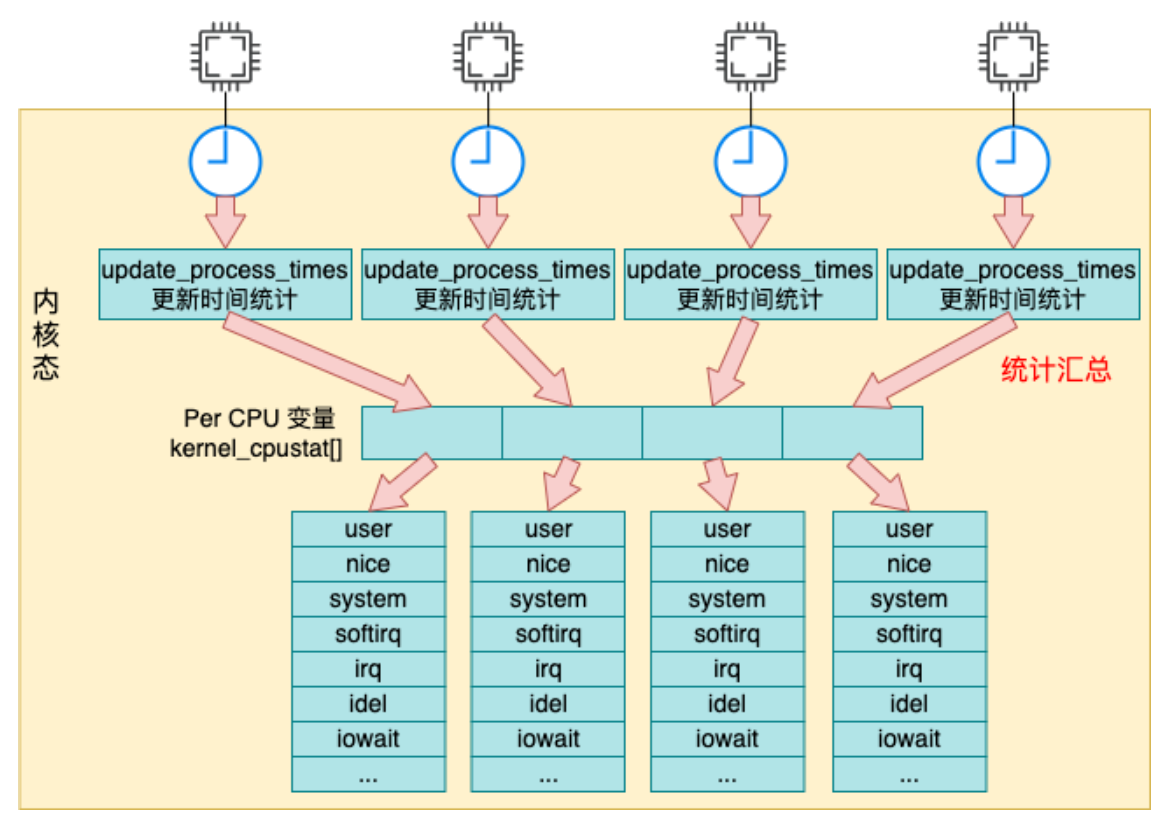 update_process_times
更新时间统计
update_process_times
更新时间统计
update_process_times
更新时间统计
update_process_times
更新时间统计
内
核
态
统计汇总
Per CPU 变量
kernel_cpustat[]
user
nice
system
softirq
irq
idel
iowait
...
user
nice
system
softirq
irq
idel
iowait
...
user
nice
system
softirq
irq
idel
iowait
...
user
nice
system
softirq
irq
idel
iowait
...